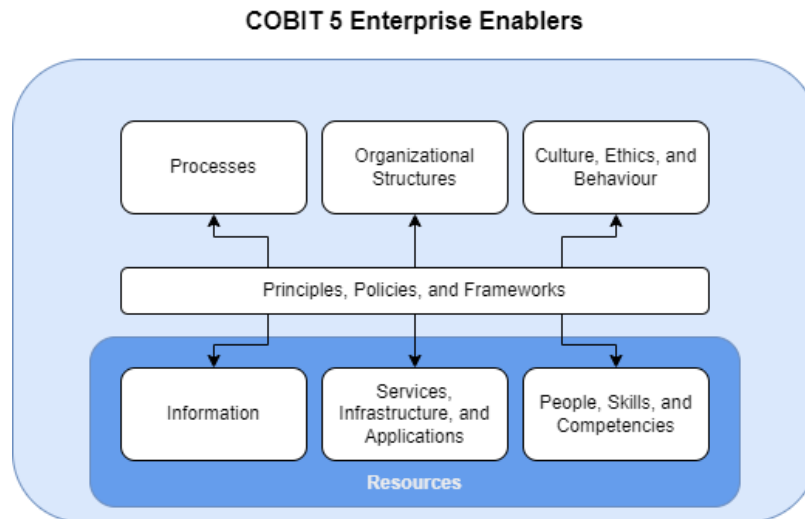 COBIT 5 Enterprise Enablers
Processes
Organizational
Structures
Culture, Ethics, and
Behaviour
Principles, Policies, and Frameworks
Information
Services,
Infrastructure, and
Applications
People, Skills, and
Competencies
Resources